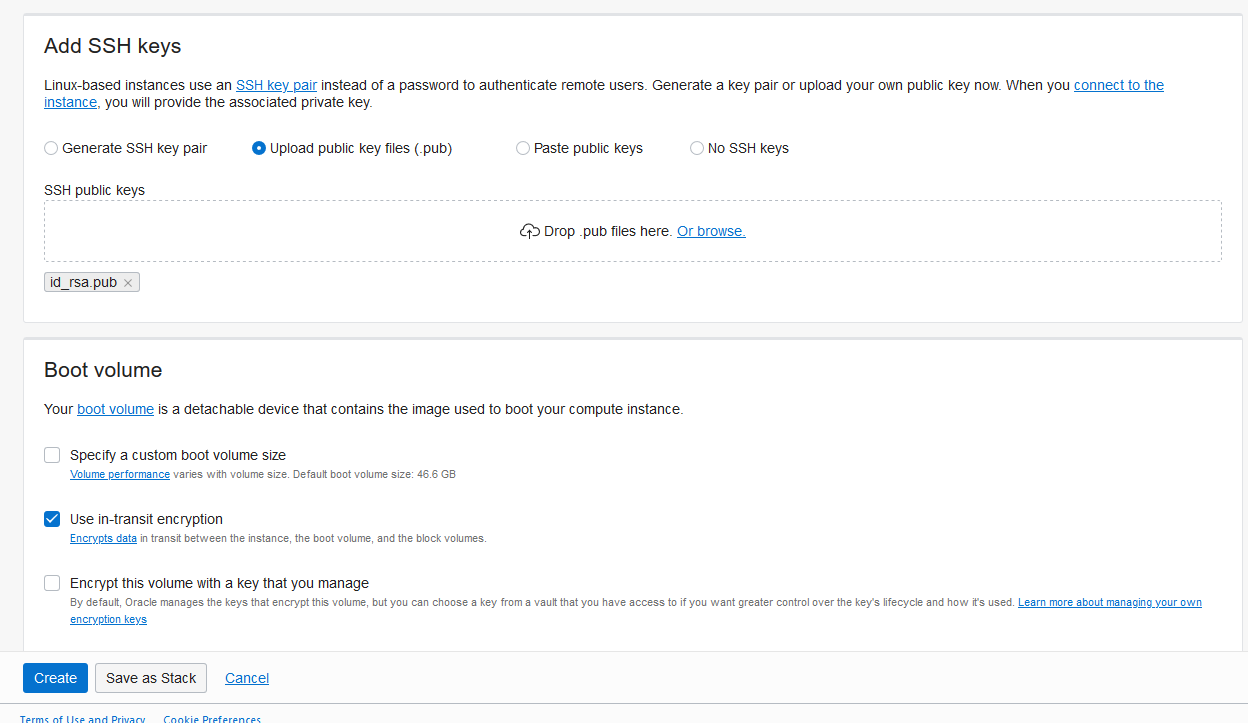 Add SSH keys
Linux-based instances use an SSH key pair instead of a password to authenticate remote users. Generate a key pair or upload your own public key now. When you connect to the
instance, you will provide the associated private key.
Generate SSH key pair
Upload public key files (.pub)
Paste public keys
No SSH keys
SSH public keys
Drop .pub files here. Or browse.
id_rsa.pub ×
Boot volume
Your boot volume is a detachable device that contains the image used to boot your compute instance.
Specify a custom boot volume size
Volume performance varies with volume size. Default boot volume size: 46.6 GB
Use in-transit encryption
Encrypts data in transit between the instance, the boot volume, and the block volumes.
Encrypt this volume with a key that you manage
By default, Oracle manages the keys that encrypt this volume, but you can choose a key from a vault that you have access to if you want greater control over the key's lifecycle and how it's used. Learn more about managing your own
encryption keys
Create
Save as Stack
Cancel
Terms of Use and Privacy
Cookie Preferences